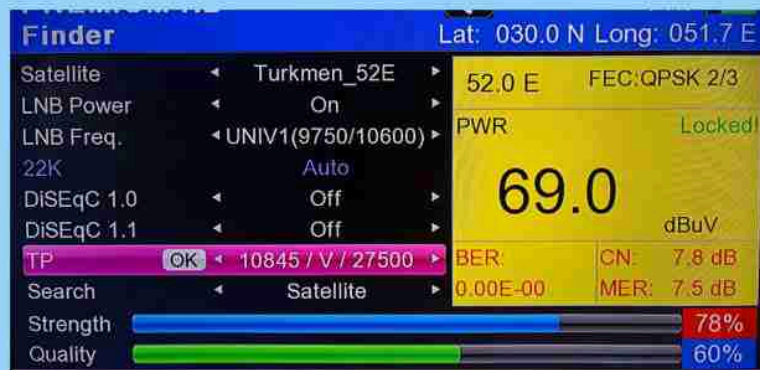 Finder
Lat: 030.0 N Long: 051.7 E
Satellite Turkmen_52E
LNB Power On
LNB Freq. UNIV1(9750/10600)
22K Auto
DiSEqC 1.0 Off
DiSEqC 1.1 Off
TP OK 10845 / V / 27500
Search Satellite
52.0 E FEC:QPSK 2/3
PWR Locked!
69.0
dBuV
BER: CN: 7.8 dB
0.00E-00 MER: 7.5 dB
Strength 78%
Quality 60%